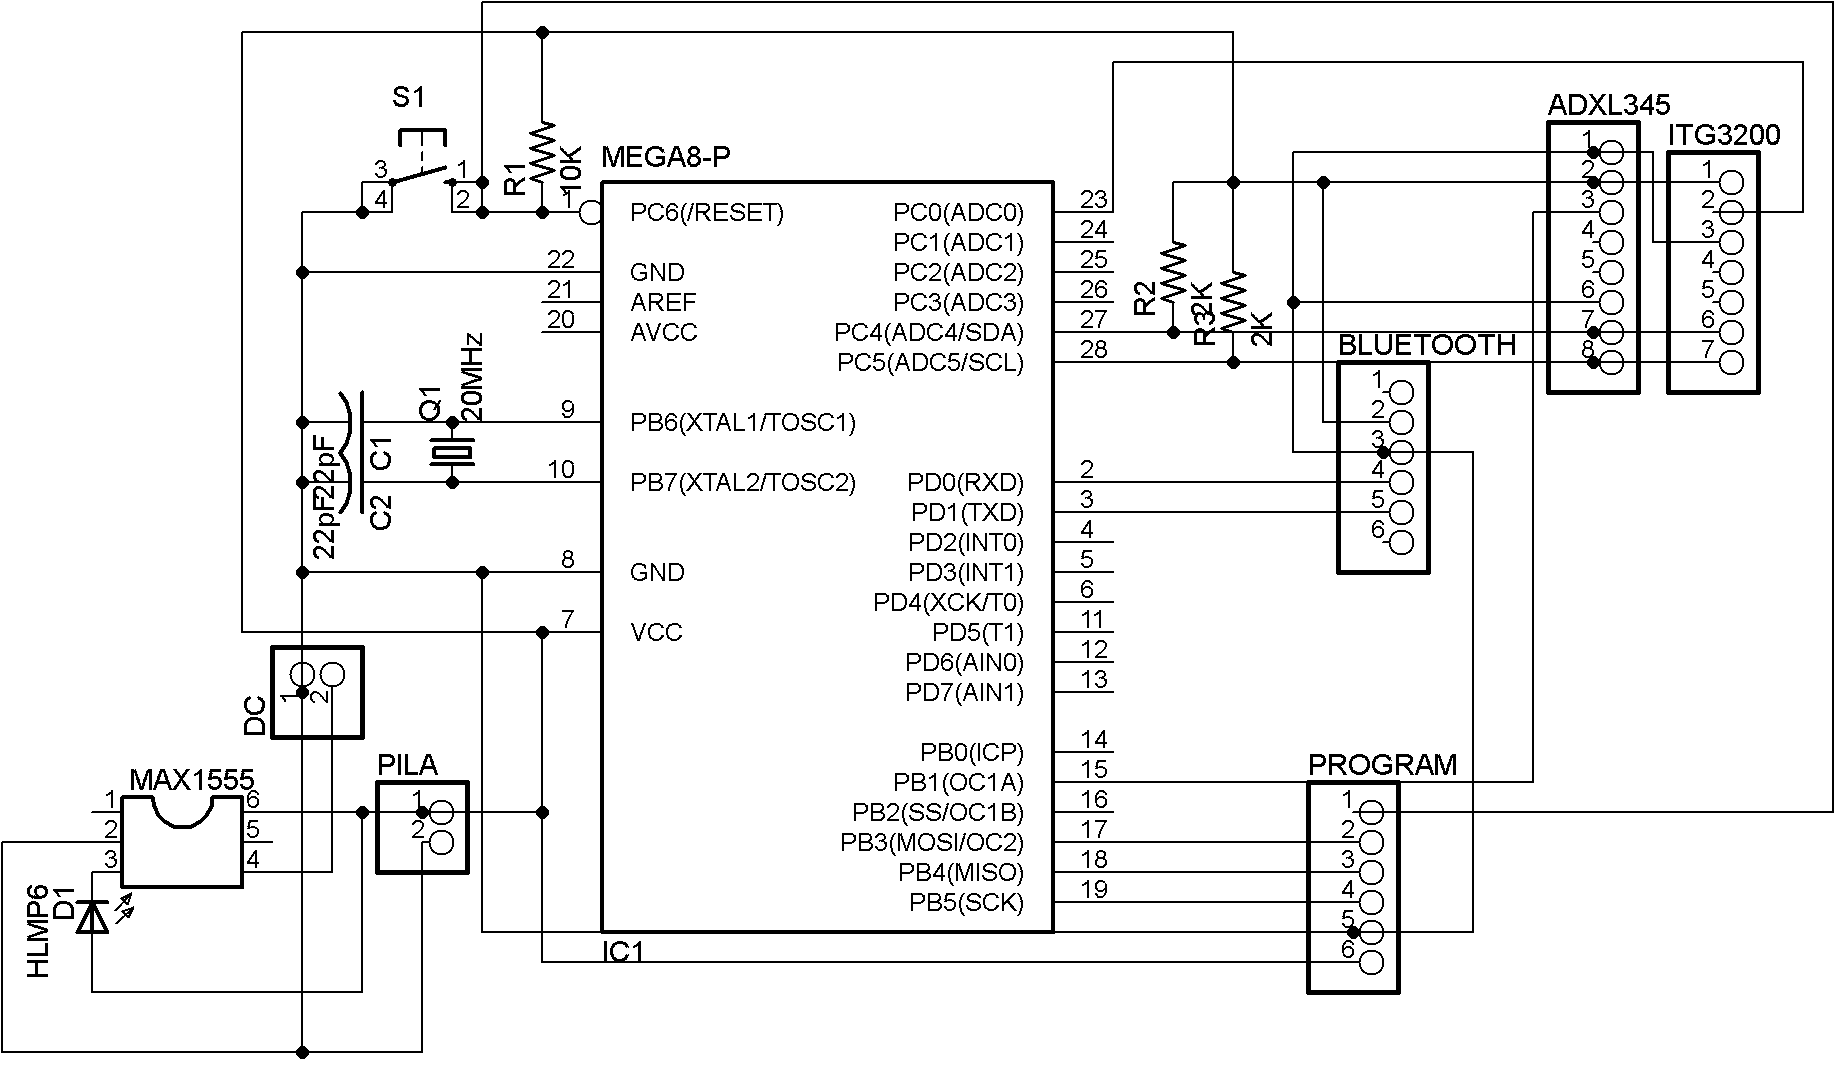 S1
3
1
4
2
R1
10K
MEGA8-P
1
PC6(/RESET)
22
GND
21
AREF
20
AVCC
Q1
20MHz
9
PB6(XTAL1/TOSC1)
10
PB7(XTAL2/TOSC2)
22pF
C1
22pF
C2
8
GND
7
VCC
PC0(ADC0)
23
PC1(ADC1)
24
PC2(ADC2)
25
PC3(ADC3)
26
PC4(ADC4/SDA)
27
PC5(ADC5/SCL)
28
PD0(RXD)
2
PD1(TXD)
3
PD2(INT0)
4
PD3(INT1)
5
PD4(XCK/T0)
6
PD5(T1)
11
PD6(AIN0)
12
PD7(AIN1)
13
PB0(ICP)
14
PB1(OC1A)
15
PB2(SS/OC1B)
16
PB3(MOSI/OC2)
17
PB4(MISO)
18
PB5(SCK)
19
IC1
R2
2K
R3
2K
ADXL345
1
2
3
4
5
6
7
8
ITG3200
1
2
3
4
5
6
7
BLUETOOTH
1
2
3
4
5
6
PROGRAM
1
2
3
4
5
6
DC
1
2
PILA
1
2
MAX1555
1
2
3
6
5
4
HLMP6
D1